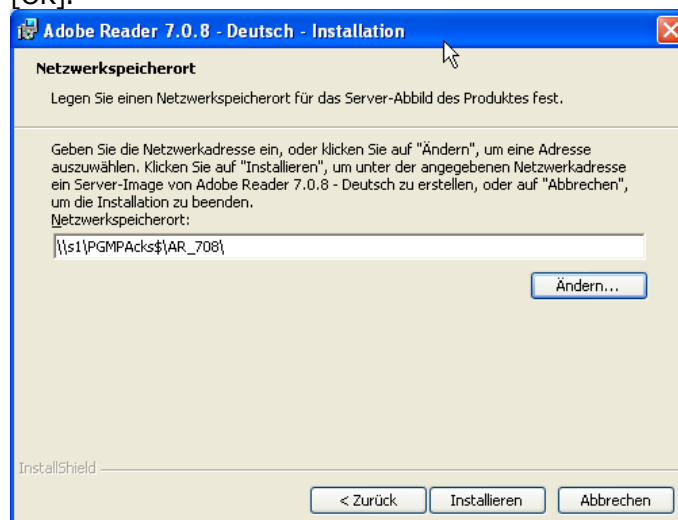 [Ok].
Adobe Reader 7.0.8 - Deutsch - Installation
Netzwerkspeicherort
Legen Sie einen Netzwerkspeicherort für das Server-Abbild des Produktes fest.
Geben Sie die Netzwerkadresse ein, oder klicken Sie auf "Ändern", um eine Adresse
auszuwählen. Klicken Sie auf "Installieren", um unter der angegebenen Netzwerkadresse
ein Server-Image von Adobe Reader 7.0.8 - Deutsch zu erstellen, oder auf "Abbrechen",
um die Installation zu beenden.
Netzwerkspeicherort:
\\s1\PGMPAcks$\AR_708\
Ändern...
InstallShield
< Zurück Installieren Abbrechen